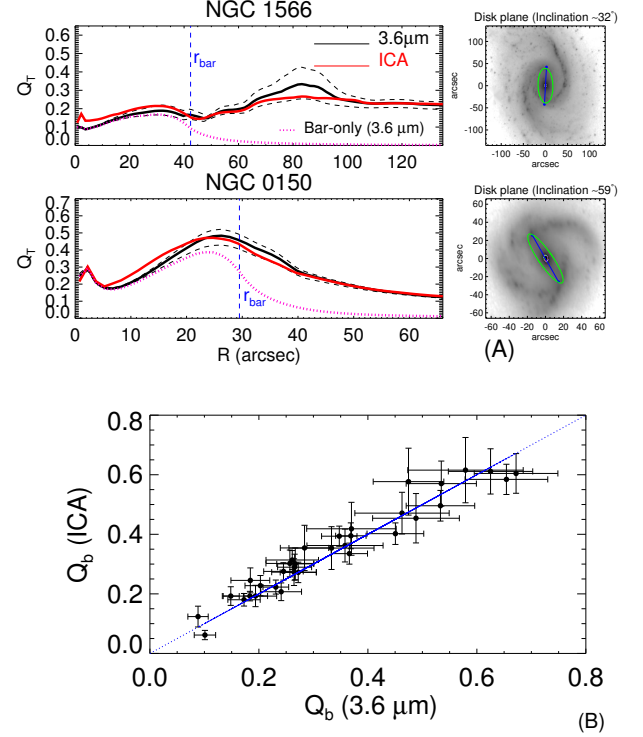 NGC 1566
0.6
0.5
0.4
0.3
0.2
0.1
0.0
Q_T
r_bar
3.6μm
ICA
Bar-only (3.6 μm)
0 20 40 60 80 100 120
Disk plane (Inclination ~32°)
100
50
0
-50
-100
arcsec
-100 -50 0 50 100
arcsec
NGC 0150
0.7
0.6
0.5
0.4
0.3
0.2
0.1
0.0
Q_T
r_bar
0 10 20 30 40 50 60
R (arcsec)
Disk plane (Inclination ~59°)
60
40
20
0
-20
-40
-60
arcsec
-60 -40 -20 0 20 40 60
arcsec
(A)
0.8
0.6
0.4
0.2
0.0
Q_b (ICA)
0.0 0.2 0.4 0.6 0.8
Q_b (3.6 μm)
(B)